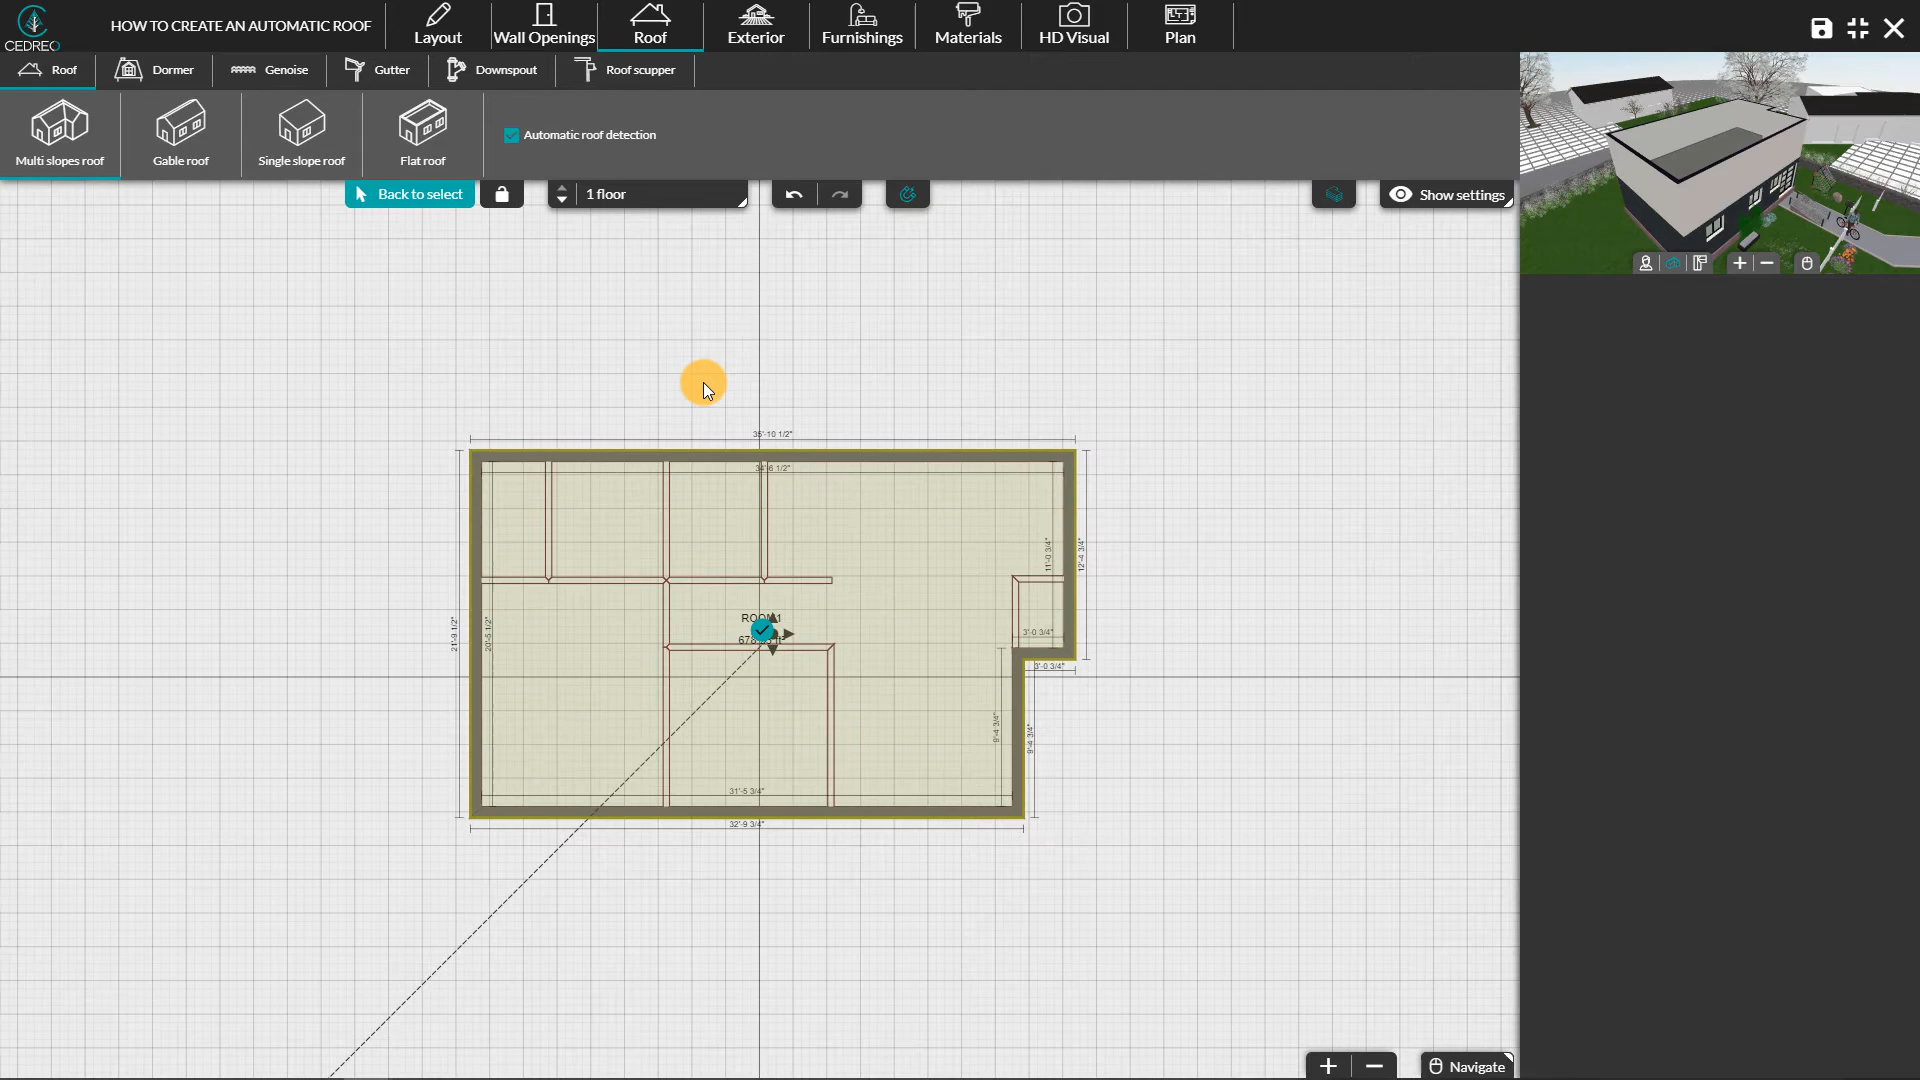 CEDREO
HOW TO CREATE AN AUTOMATIC ROOF
Layout
Wall Openings
Roof
Exterior
Furnishings
Materials
HD Visual
Plan
Roof
Dormer
Genoise
Gutter
Downspout
Roof scupper
Multi slopes roof
Gable roof
Single slope roof
Flat roof
Automatic roof detection
Back to select
1 floor
Show settings
35'-10 1/2"
34'-6 1/2"
11'-0 3/4"
12'-4 3/4"
21'-9 1/2"
20'-5 1/2"
3'-0 3/4"
3'-0 3/4"
9'-4 3/4"
9'-4 3/4"
31'-5 3/4"
32'-9 3/4"
Navigate